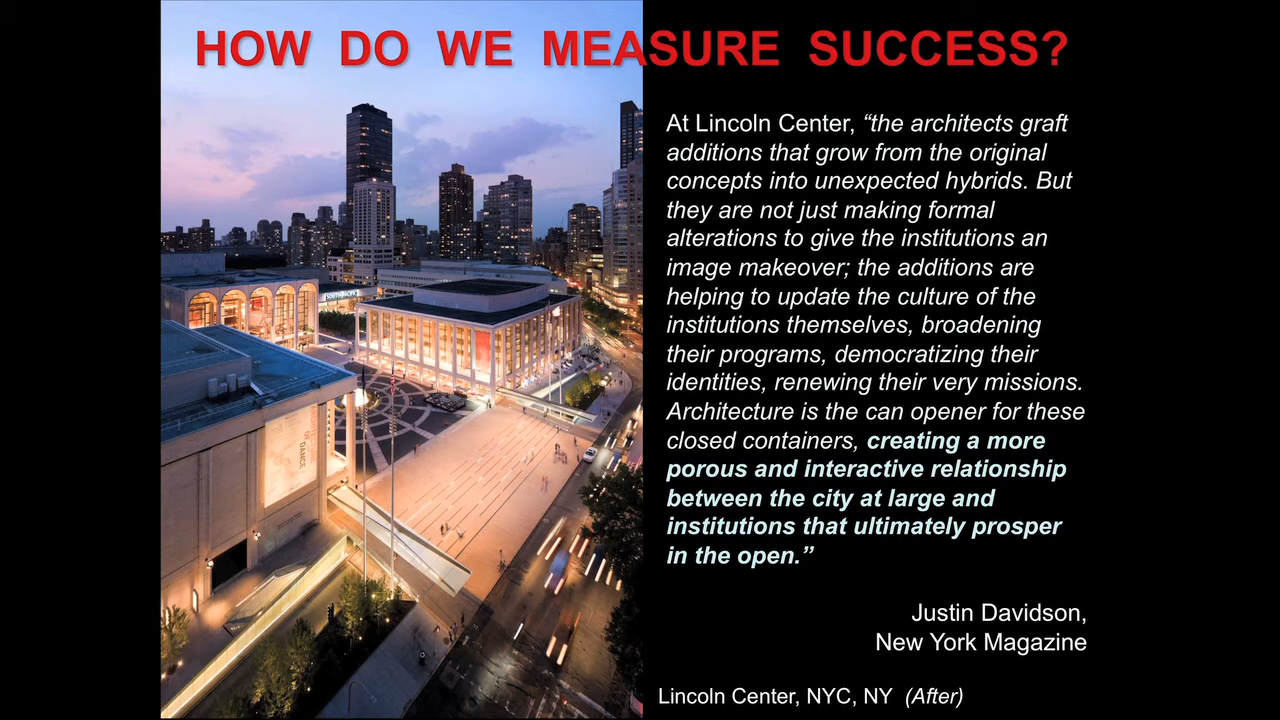 HOW DO WE MEASURE SUCCESS?
At Lincoln Center, “the architects graft
additions that grow from the original
concepts into unexpected hybrids. But
they are not just making formal
alterations to give the institutions an
image makeover; the additions are
helping to update the culture of the
institutions themselves, broadening
their programs, democratizing their
identities, renewing their very missions.
Architecture is the can opener for these
closed containers, creating a more
porous and interactive relationship
between the city at large and
institutions that ultimately prosper
in the open.”
Justin Davidson,
New York Magazine
Lincoln Center, NYC, NY (After)
SOUTH PACIFIC
DANCE